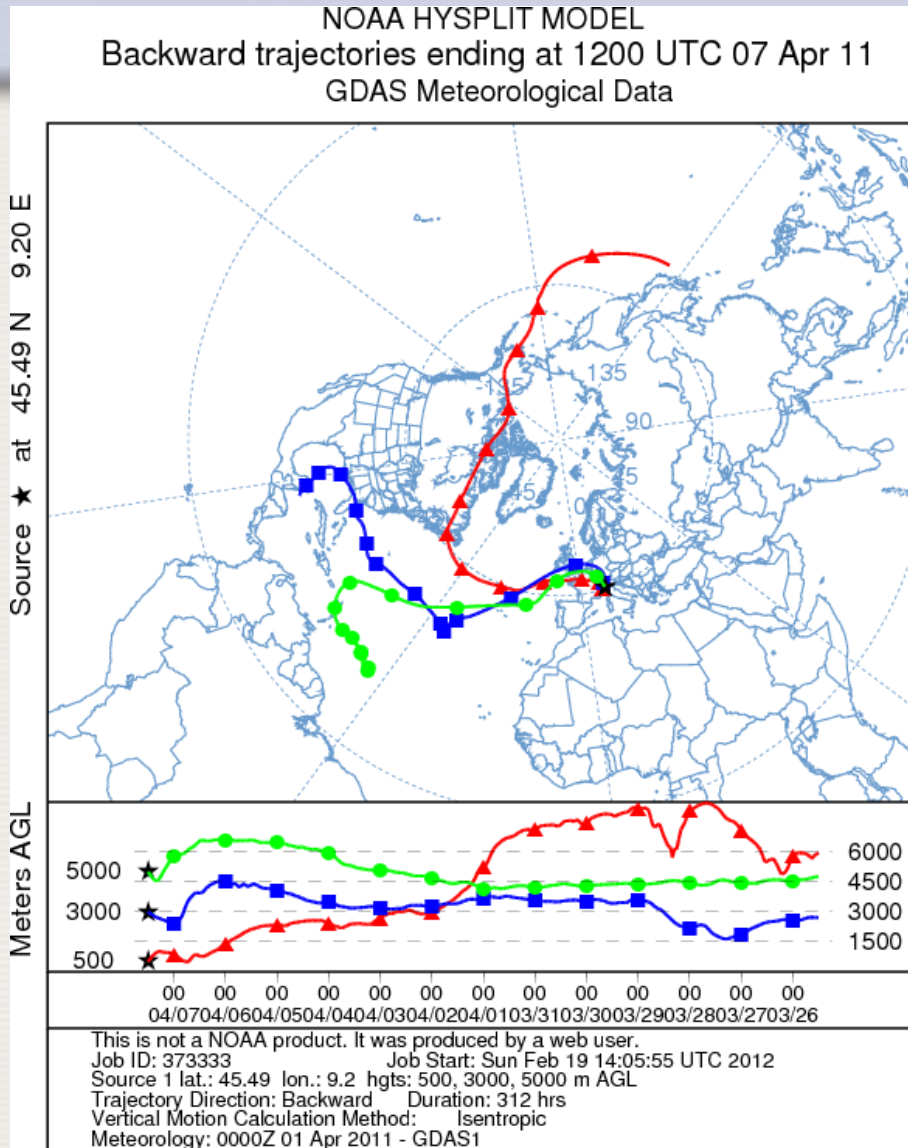 NOAA HYSPLIT MODEL
Backward trajectories ending at 1200 UTC 07 Apr 11
GDAS Meteorological Data
Source ★ at 45.49 N 9.20 E
-135
135
90
45
45
0
Meters AGL
5000
3000
500
6000
4500
3000
1500
00 00 00 00 00 00 00 00 00 00 00 00 00
04/07 04/06 04/05 04/04 04/03 04/02 04/01 03/31 03/30 03/29 03/28 03/27 03/26
This is not a NOAA product. It was produced by a web user.
Job ID: 373333 Job Start: Sun Feb 19 14:05:55 UTC 2012
Source 1 lat.: 45.49 lon.: 9.2 hgts: 500, 3000, 5000 m AGL
Trajectory Direction: Backward Duration: 312 hrs
Vertical Motion Calculation Method: Isentropic
Meteorology: 0000Z 01 Apr 2011 - GDAS1